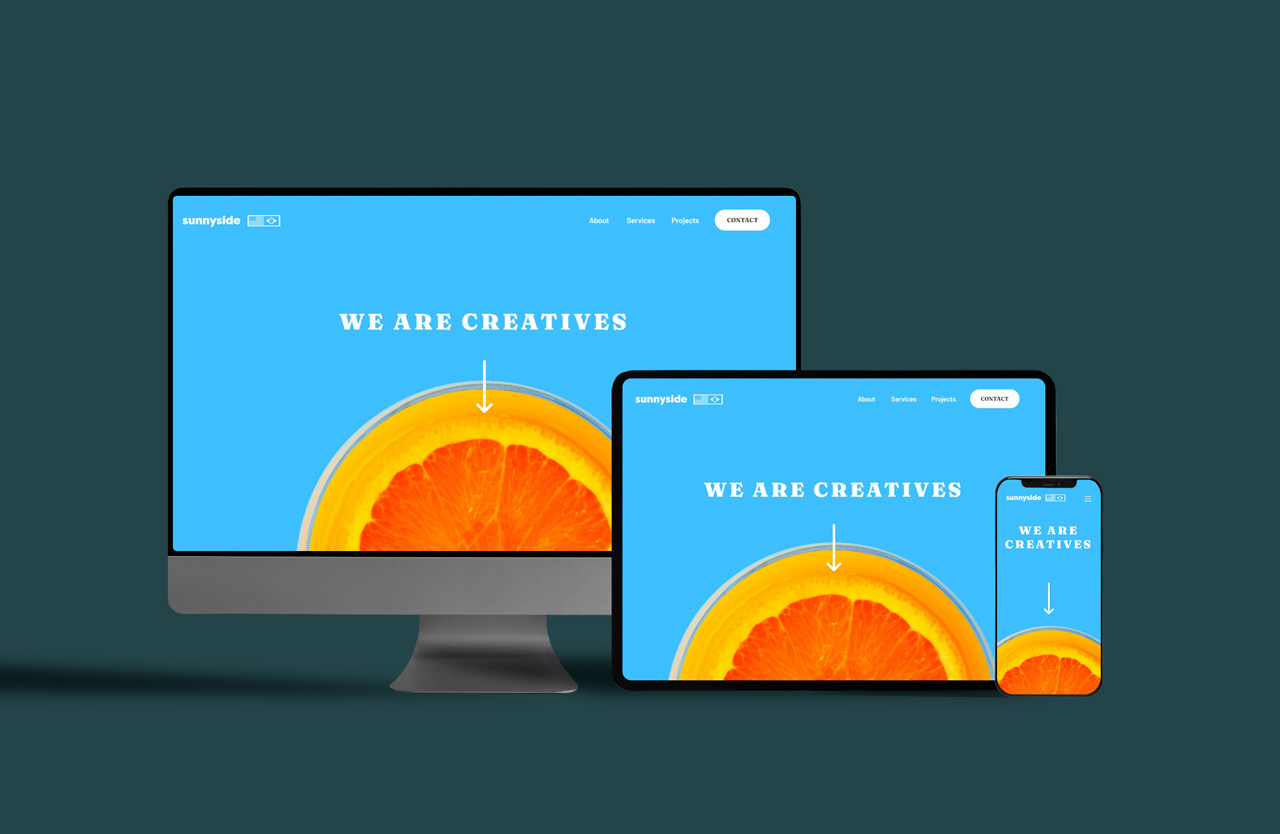 sunnyside
About Services Projects CONTACT
WE ARE CREATIVES
sunnyside
About Services Projects CONTACT
WE ARE CREATIVES
sunnyside
WE ARE
CREATIVES